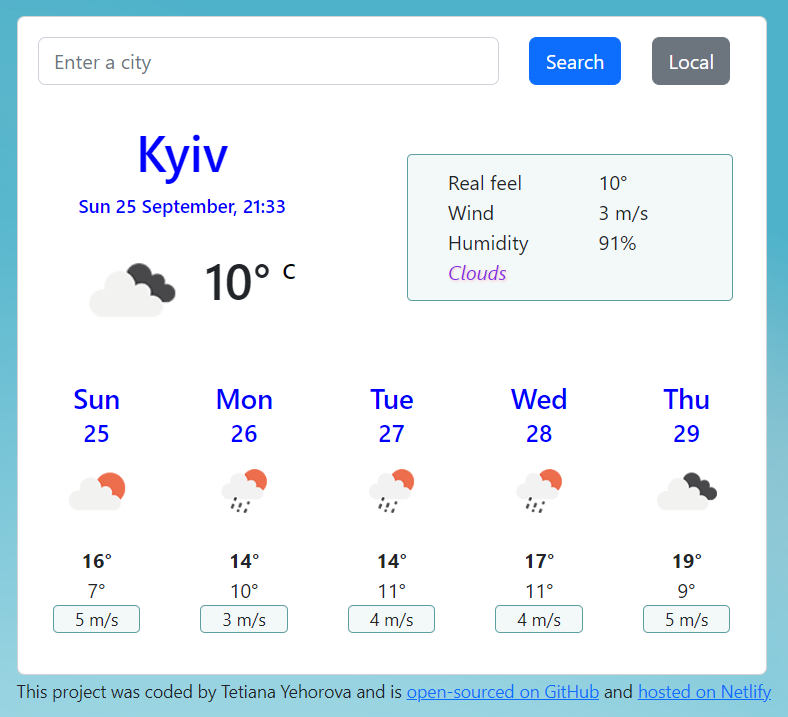 Enter a city
Search
Local
Kyiv
Sun 25 September, 21:33
10° C
Real feel 10°
Wind 3 m/s
Humidity 91%
Clouds
Sun Mon Tue Wed Thu
25 26 27 28 29
16° 14° 14° 17° 19°
7° 10° 11° 11° 9°
5 m/s 3 m/s 4 m/s 4 m/s 5 m/s
This project was coded by Tetiana Yehorova and is open-sourced on GitHub and hosted on Netlify